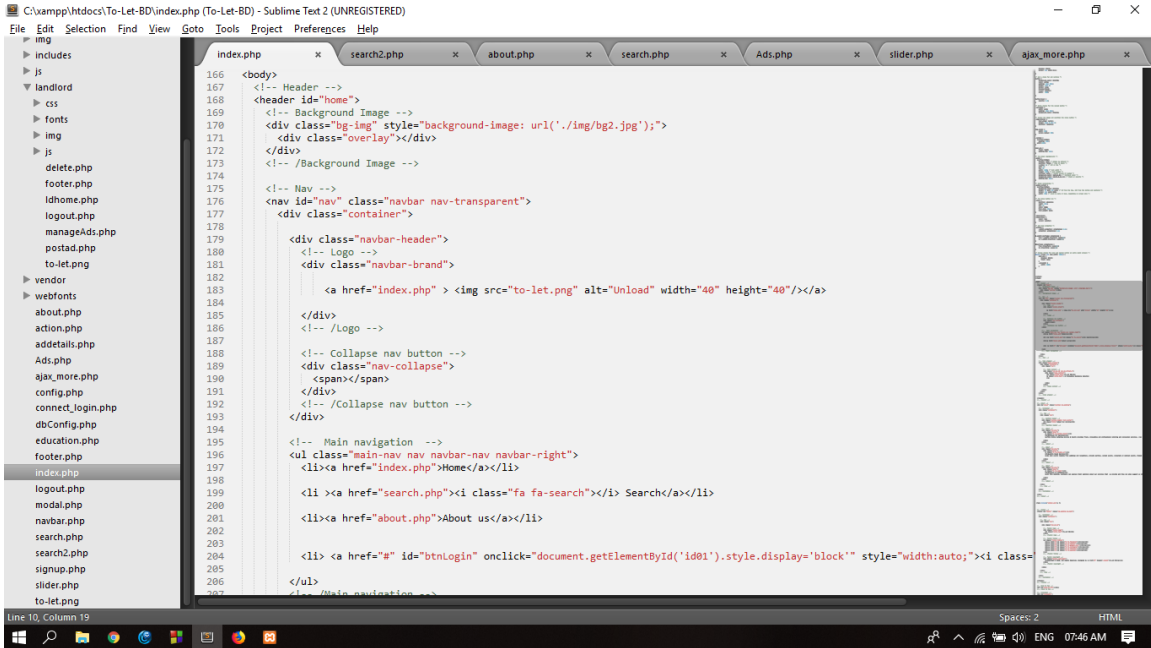 C:\xampp\htdocs\To-Let-BD\index.php (To-Let-BD) - Sublime Text 2 (UNREGISTERED)
File Edit Selection Find View Goto Tools Project Preferences Help
img
includes
js
landlord
css
fonts
img
js
delete.php
footer.php
ldhome.php
logout.php
manageAds.php
postad.php
to-let.png
vendor
webfonts
about.php
action.php
addetails.php
Ads.php
ajax_more.php
config.php
connect_login.php
dbConfig.php
education.php
footer.php
index.php
logout.php
modal.php
navbar.php
search.php
search2.php
signup.php
slider.php
to-let.png
index.php × search2.php × about.php × search.php × Ads.php × slider.php × ajax_more.php ×
166 <body>
167 <!-- Header -->
168 <header id="home">
169 <!-- Background Image -->
170 <div class="bg-img" style="background-image: url('./img/bg2.jpg');">
171 <div class="overlay"></div>
172 </div>
173 <!-- /Background Image -->
174
175 <!-- Nav -->
176 <nav id="nav" class="navbar nav-transparent">
177 <div class="container">
178
179 <div class="navbar-header">
180 <!-- Logo -->
181 <div class="navbar-brand">
182
183 <a href="index.php" > <img src="to-let.png" alt="Unload" width="40" height="40"/></a>
184
185 </div>
186 <!-- /Logo -->
187
188 <!-- Collapse nav button -->
189 <div class="nav-collapse">
190 <span></span>
191 </div>
192 <!-- /Collapse nav button -->
193 </div>
194
195 <!-- Main navigation -->
196 <ul class="main-nav nav navbar-nav navbar-right">
197 <li><a href="index.php">Home</a></li>
198
199 <li ><a href="search.php"><i class="fa fa-search"></i> Search</a></li>
200
201 <li><a href="about.php">About us</a></li>
202
203
204 <li> <a href="#" id="btnLogin" onclick="document.getElementById('id01').style.display='block'" style="width:auto;"><i class=
205
206 </ul>
207 <!-- /Main navigation -->
Line 10, Column 19 Spaces: 2 HTML
ENG 07:46 AM